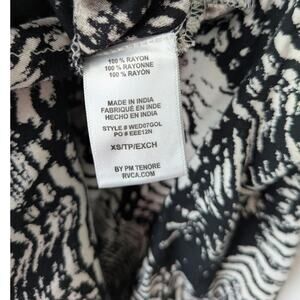 100 % RAYON
100 % RAYONNE
100 % RAYÓN
MADE IN INDIA
FABRIQUÉ EN INDE
HECHO EN INDIA
STYLE # WED07GOL
PO # EEE12N
XS/TP/EXCH
BY PM TENORE
RVCA.COM